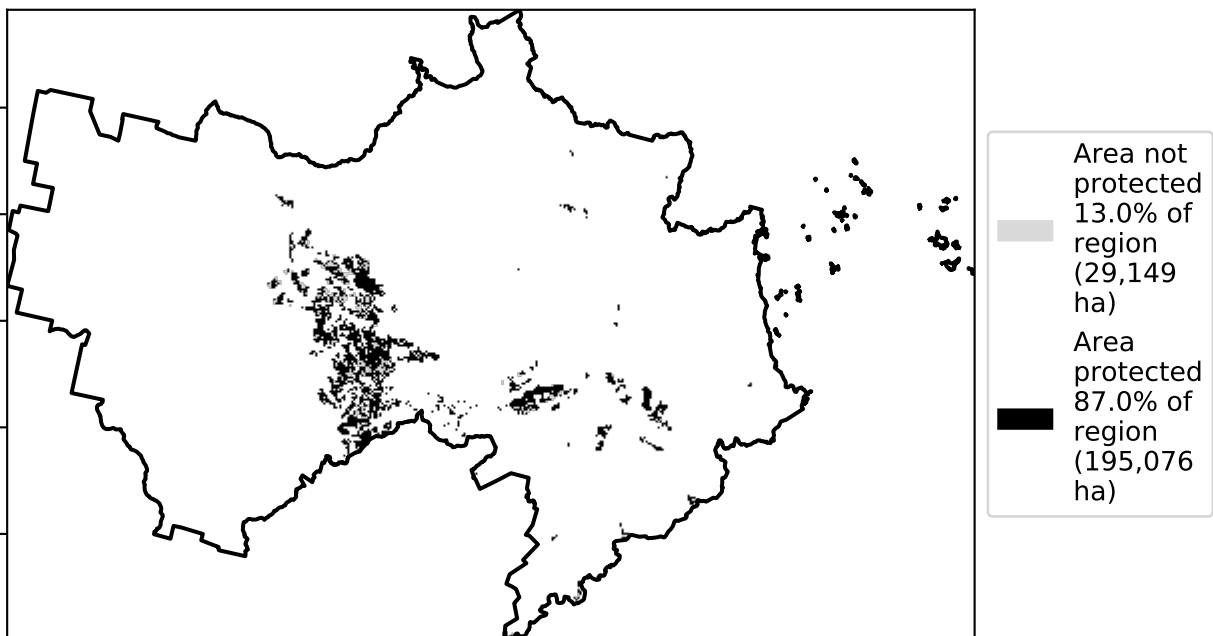 Area not
protected
13.0% of
region
(29,149
ha)
Area
protected
87.0% of
region
(195,076
ha)